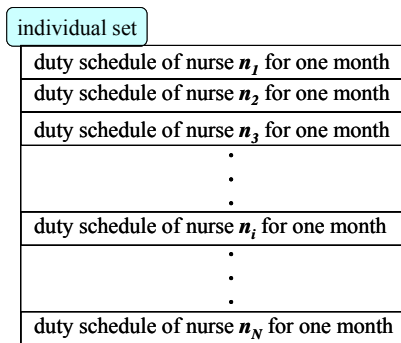 individual set
duty schedule of nurse n1 for one month
duty schedule of nurse n2 for one month
duty schedule of nurse n3 for one month
.
.
.
duty schedule of nurse ni for one month
.
.
.
duty schedule of nurse nN for one month